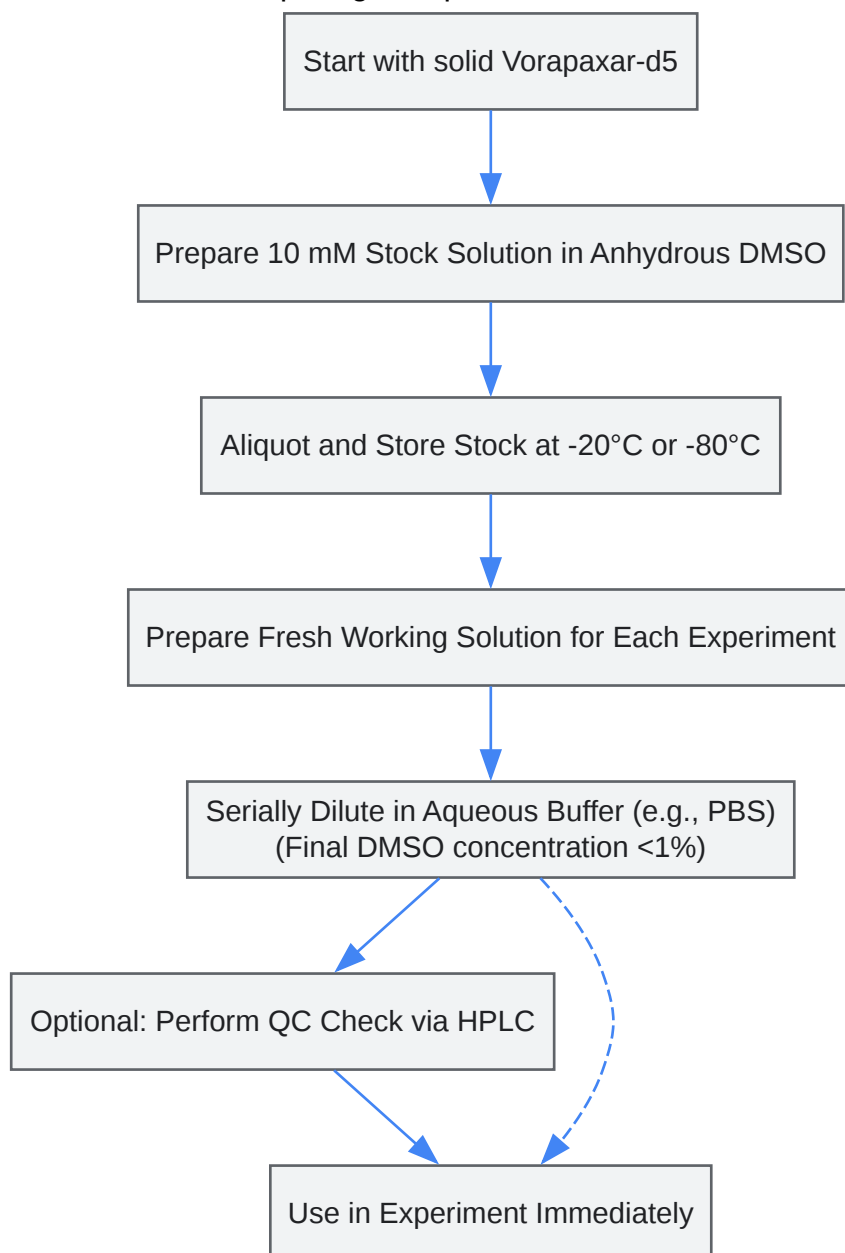 Start with solid Vorapaxar-d5
Prepare 10 mM Stock Solution in Anhydrous DMSO
Aliquot and Store Stock at -20°C or -80°C
Prepare Fresh Working Solution for Each Experiment
Serially Dilute in Aqueous Buffer (e.g., PBS)
(Final DMSO concentration <1%)
Optional: Perform QC Check via HPLC
Use in Experiment Immediately